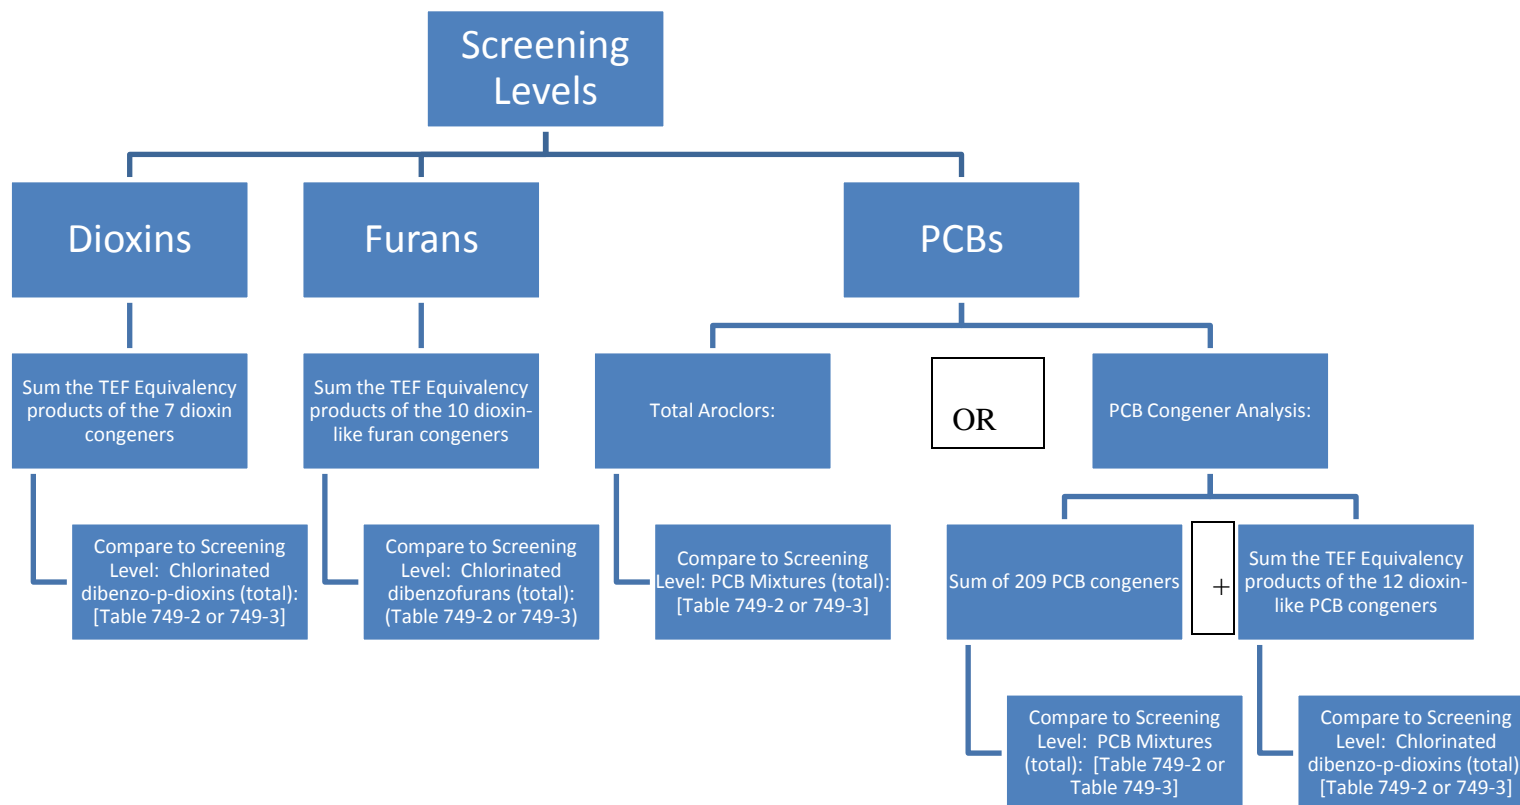 Screening
Levels
Dioxins
Furans
PCBs
Sum the TEF Equivalency
products of the 7 dioxin
congeners
Sum the TEF Equivalency
products of the 10 dioxin-
like furan congeners
Total Aroclors:
OR
PCB Congener Analysis:
Compare to Screening
Level:  Chlorinated
dibenzo-p-dioxins (total):
[Table 749-2 or 749-3]
Compare to Screening
Level:  Chlorinated
dibenzofurans (total):
(Table 749-2 or 749-3)
Compare to Screening
Level: PCB Mixtures (total):
[Table 749-2 or 749-3]
Sum of 209 PCB congeners
+
Sum the TEF Equivalency
products of the 12 dioxin-
like PCB congeners
Compare to Screening
Level:  PCB Mixtures
(total):  [Table 749-2 or
Table 749-3]
Compare to Screening
Level:  Chlorinated
dibenzo-p-dioxins (total)
[Table 749-2 or 749-3]